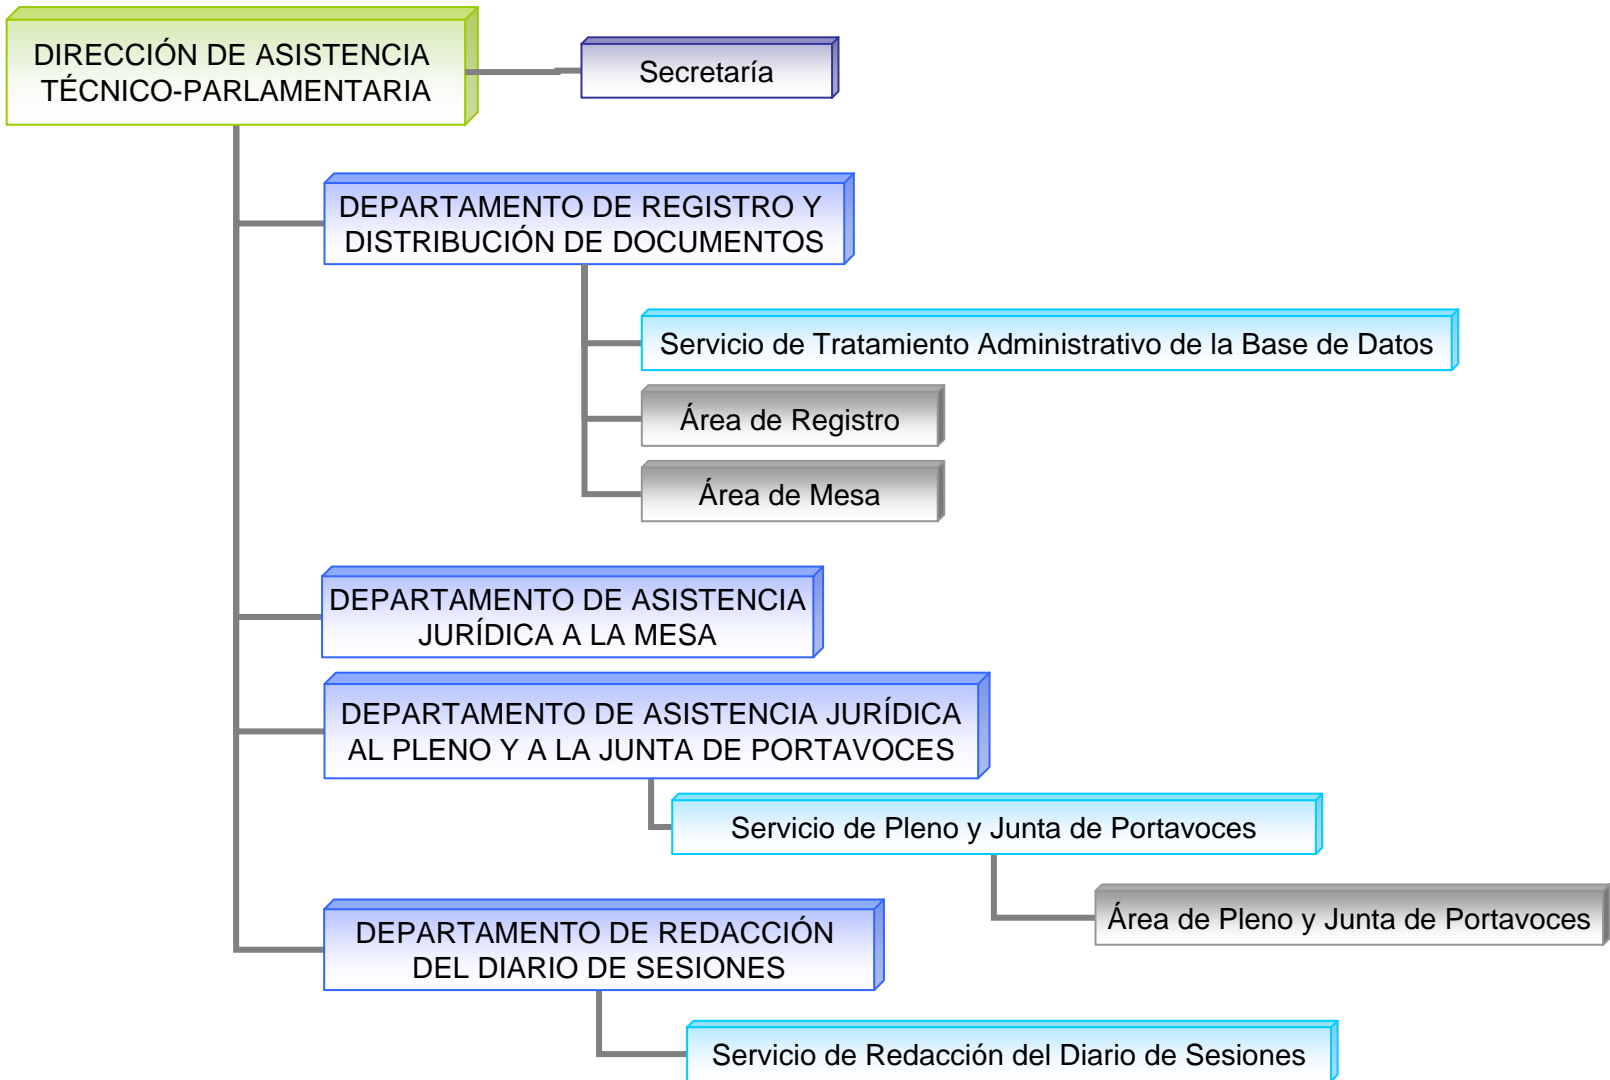 DIRECCIÓN DE ASISTENCIA
TÉCNICO-PARLAMENTARIA
Secretaría
DEPARTAMENTO DE REGISTRO Y
DISTRIBUCIÓN DE DOCUMENTOS
Servicio de Tratamiento Administrativo de la Base de Datos
Área de Registro
Área de Mesa
DEPARTAMENTO DE ASISTENCIA
JURÍDICA A LA MESA
DEPARTAMENTO DE ASISTENCIA JURÍDICA
AL PLENO Y A LA JUNTA DE PORTAVOCES
Servicio de Pleno y Junta de Portavoces
Área de Pleno y Junta de Portavoces
DEPARTAMENTO DE REDACCIÓN
DEL DIARIO DE SESIONES
Servicio de Redacción del Diario de Sesiones